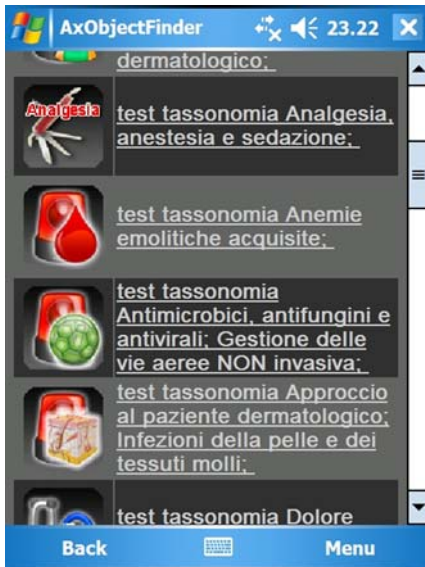 AxObjectFinder 23.22
dermatologico;
Analgesia
test tassonomia Analgesia,
anestesia e sedazione;
test tassonomia Anemie
emolitiche acquisite;
test tassonomia
Antimicrobici, antifungini e
antivirali; Gestione delle
vie aeree NON invasiva;
test tassonomia Approccio
al paziente dermatologico;
Infezioni della pelle e dei
tessuti molli;
test tassonomia Dolore
Back Menu